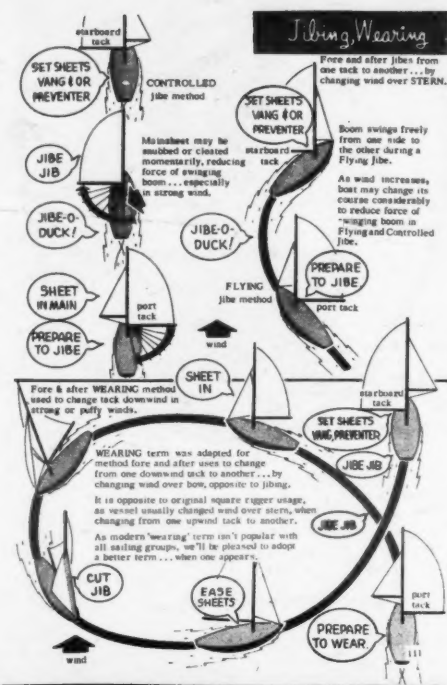 Jibing, Wearing
starboard
tack
SET SHEETS
VANG & OR
PREVENTER
CONTROLLED
jibe method
JIBE
JIB
Mainsheet may be
snubbed or cleated
momentarily, reducing
force of swinging
boom...especially
in strong wind.
JIBE-O-
DUCK!
SHEET
IN MAIN
port
tack
PREPARE
TO JIBE
Fore and after jibes from
one tack to another...by
changing wind over STERN.
SET SHEETS
VANG & OR
PREVENTER
starboard
tack
Boom swings freely
from one side to
the other during a
Flying Jibe.
As wind increases,
boat may change its
course considerably
to reduce force of
swinging boom in
Flying and Controlled
Jibe.
JIBE-O-
DUCK!
PREPARE
TO JIBE
FLYING
jibe method
port
tack
wind
Fore & after WEARING method
used to change tack downwind in
strong or puffy winds.
SHEET
IN
starboard
tack
SET SHEETS
VANG, PREVENTER
JIBE JIB
WEARING term was adapted for
method fore and after uses to change
from one downwind tack to another...by
changing wind over bow, opposite to jibing.
It is opposite to original square rigger usage,
as vessel usually changed wind over stern, when
changing from one upwind tack to another.
As modern 'wearing' term isn't popular with
all sailing groups, we'll be pleased to adopt
a better term...when one appears.
JIBE JIB
CUT
JIB
EASE
SHEETS
port
tack
PREPARE
TO WEAR
wind
111